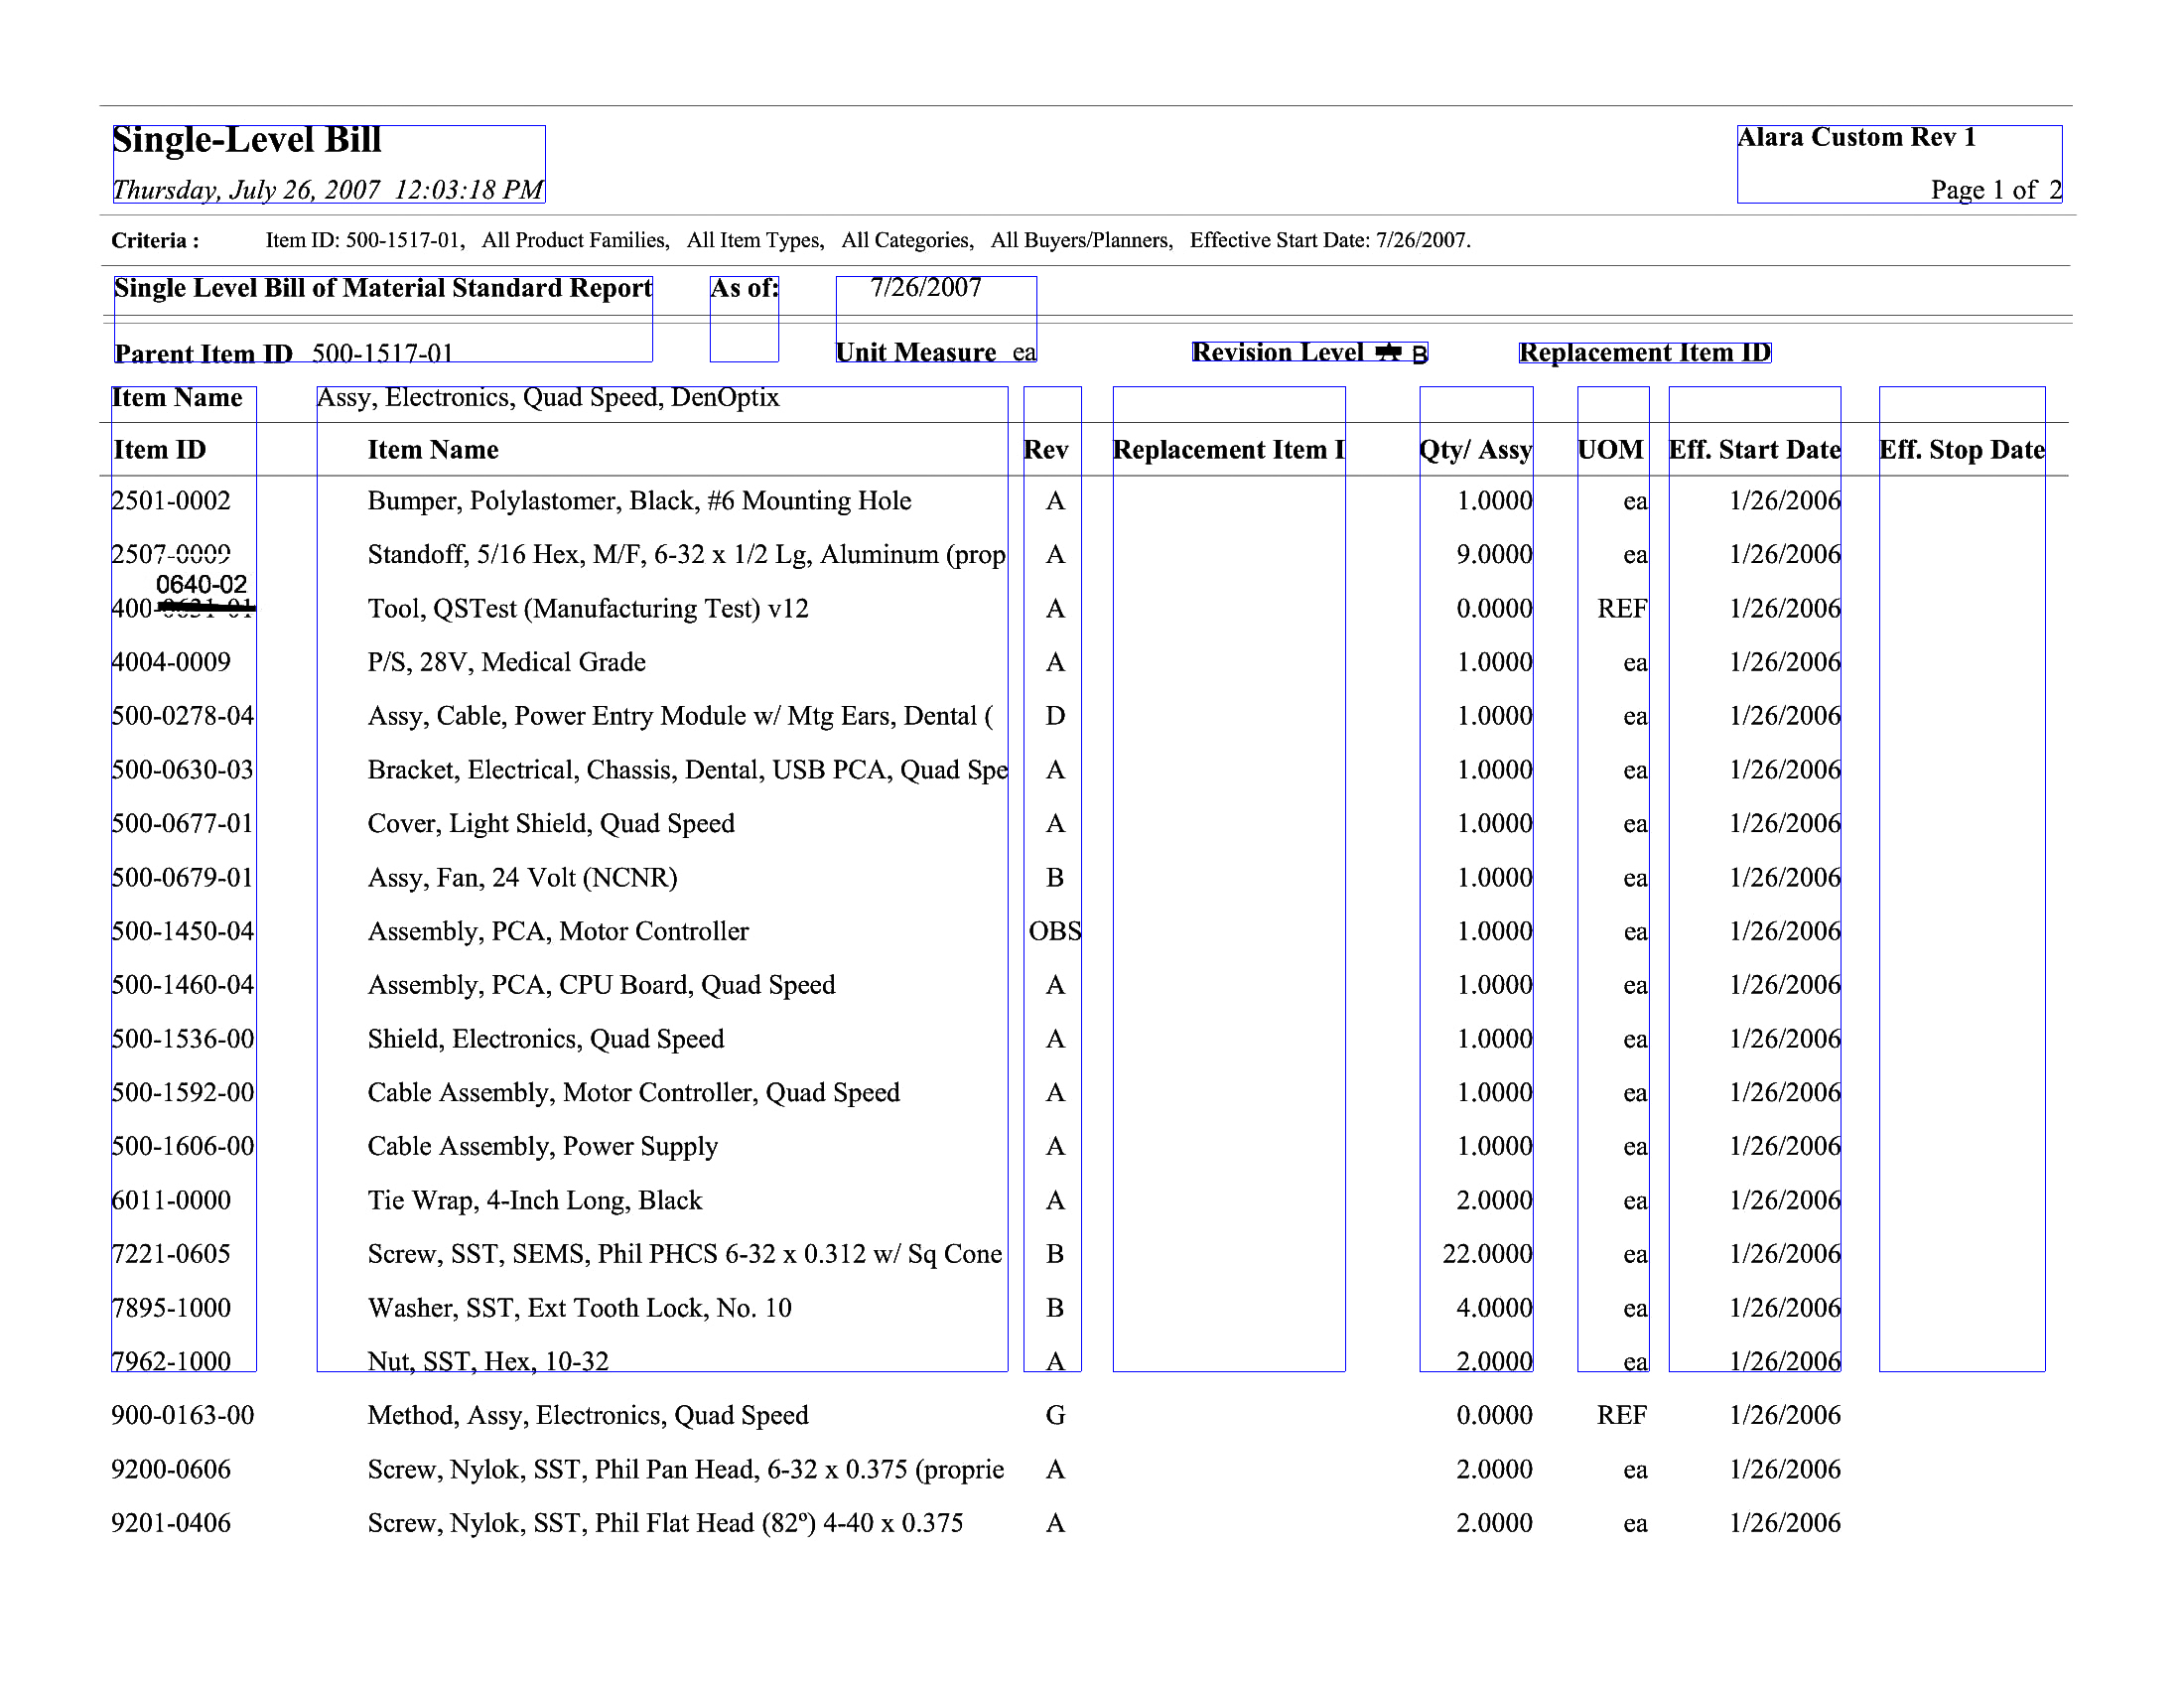 Single-Level Bill Alara Custom Rev 1
Thursday, July 26, 2007 12:03:18 PM Page 1 of 2
Criteria : Item ID: 500-1517-01, All Product Families, All Item Types, All Categories, All Buyers/Planners, Effective Start Date: 7/26/2007.
Single Level Bill of Material Standard Report As of: 7/26/2007
Parent Item ID 500-1517-01 Unit Measure ea Revision Level A B Replacement Item ID
Item Name Assy, Electronics, Quad Speed, DenOptix
Item ID Item Name Rev Replacement Item I Qty/ Assy UOM Eff. Start Date Eff. Stop Date
2501-0002 Bumper, Polylastomer, Black, #6 Mounting Hole A 1.0000 ea 1/26/2006
2507-0009 Standoff, 5/16 Hex, M/F, 6-32 x 1/2 Lg, Aluminum (prop A 9.0000 ea 1/26/2006
0640-02
400-0631-01 Tool, QSTest (Manufacturing Test) v12 A 0.0000 REF 1/26/2006
4004-0009 P/S, 28V, Medical Grade A 1.0000 ea 1/26/2006
500-0278-04 Assy, Cable, Power Entry Module w/ Mtg Ears, Dental ( D 1.0000 ea 1/26/2006
500-0630-03 Bracket, Electrical, Chassis, Dental, USB PCA, Quad Spe A 1.0000 ea 1/26/2006
500-0677-01 Cover, Light Shield, Quad Speed A 1.0000 ea 1/26/2006
500-0679-01 Assy, Fan, 24 Volt (NCNR) B 1.0000 ea 1/26/2006
500-1450-04 Assembly, PCA, Motor Controller OBS 1.0000 ea 1/26/2006
500-1460-04 Assembly, PCA, CPU Board, Quad Speed A 1.0000 ea 1/26/2006
500-1536-00 Shield, Electronics, Quad Speed A 1.0000 ea 1/26/2006
500-1592-00 Cable Assembly, Motor Controller, Quad Speed A 1.0000 ea 1/26/2006
500-1606-00 Cable Assembly, Power Supply A 1.0000 ea 1/26/2006
6011-0000 Tie Wrap, 4-Inch Long, Black A 2.0000 ea 1/26/2006
7221-0605 Screw, SST, SEMS, Phil PHCS 6-32 x 0.312 w/ Sq Cone B 22.0000 ea 1/26/2006
7895-1000 Washer, SST, Ext Tooth Lock, No. 10 B 4.0000 ea 1/26/2006
7962-1000 Nut, SST, Hex, 10-32 A 2.0000 ea 1/26/2006
900-0163-00 Method, Assy, Electronics, Quad Speed G 0.0000 REF 1/26/2006
9200-0606 Screw, Nylok, SST, Phil Pan Head, 6-32 x 0.375 (proprie A 2.0000 ea 1/26/2006
9201-0406 Screw, Nylok, SST, Phil Flat Head (82º) 4-40 x 0.375 A 2.0000 ea 1/26/2006